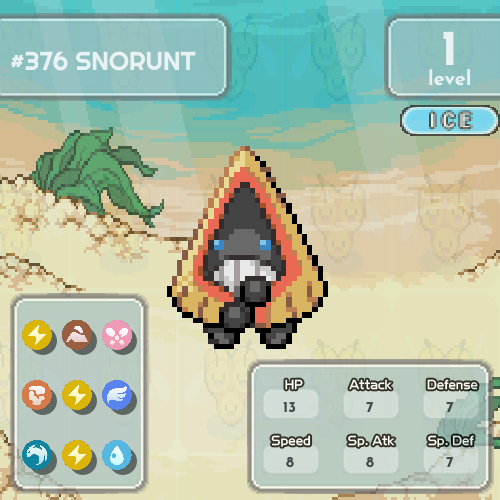 #376 SNORUNT
1
level
ICE
HP Attack Defense
13 7 7
Speed Sp. Atk Sp. Def
8 8 7